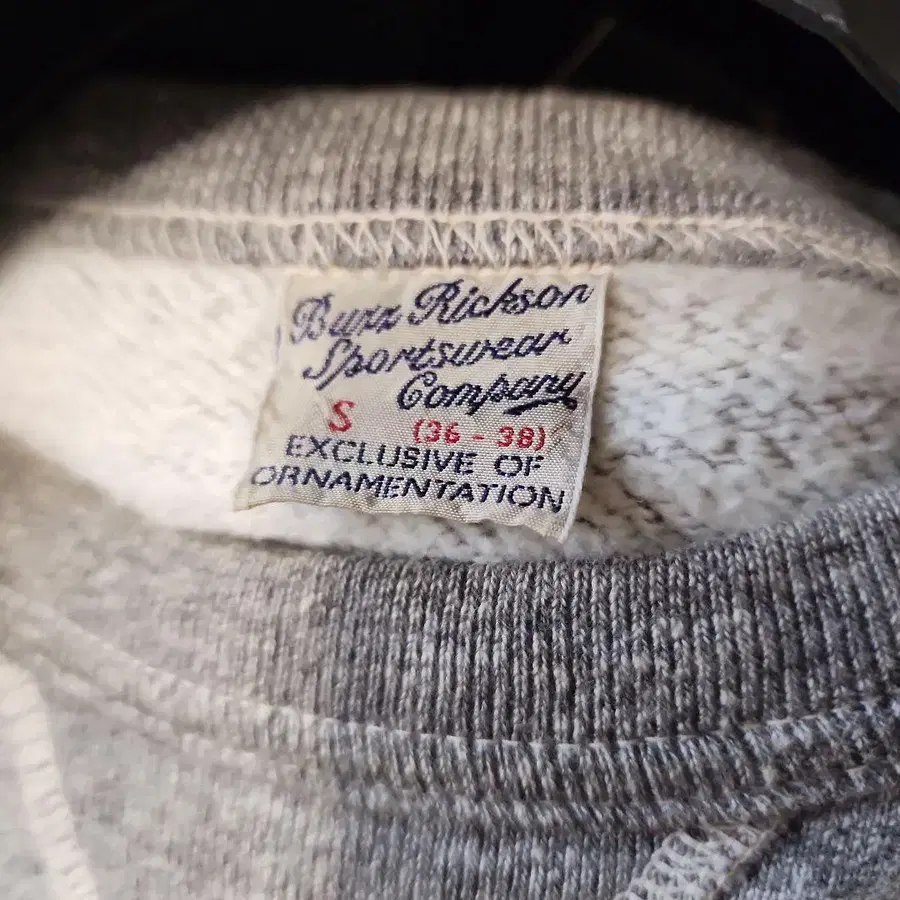 Buzz Rickson
Sportswear
Company
S (36 - 38)
EXCLUSIVE OF
ORNAMENTATION